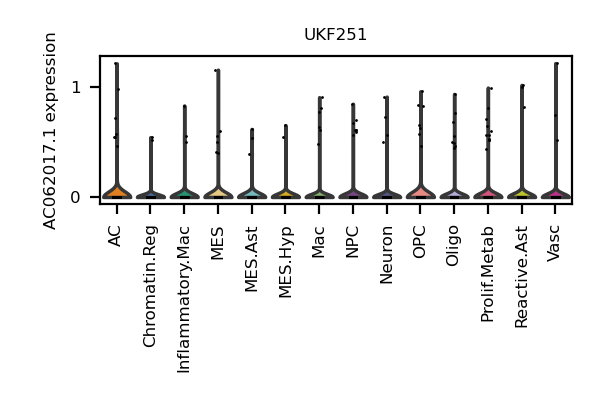 UKF251
AC062017.1 expression
1
0
AC
Chromatin.Reg
Inflammatory.Mac
MES
MES.Ast
MES.Hyp
Mac
NPC
Neuron
OPC
Oligo
Prolif.Metab
Reactive.Ast
Vasc